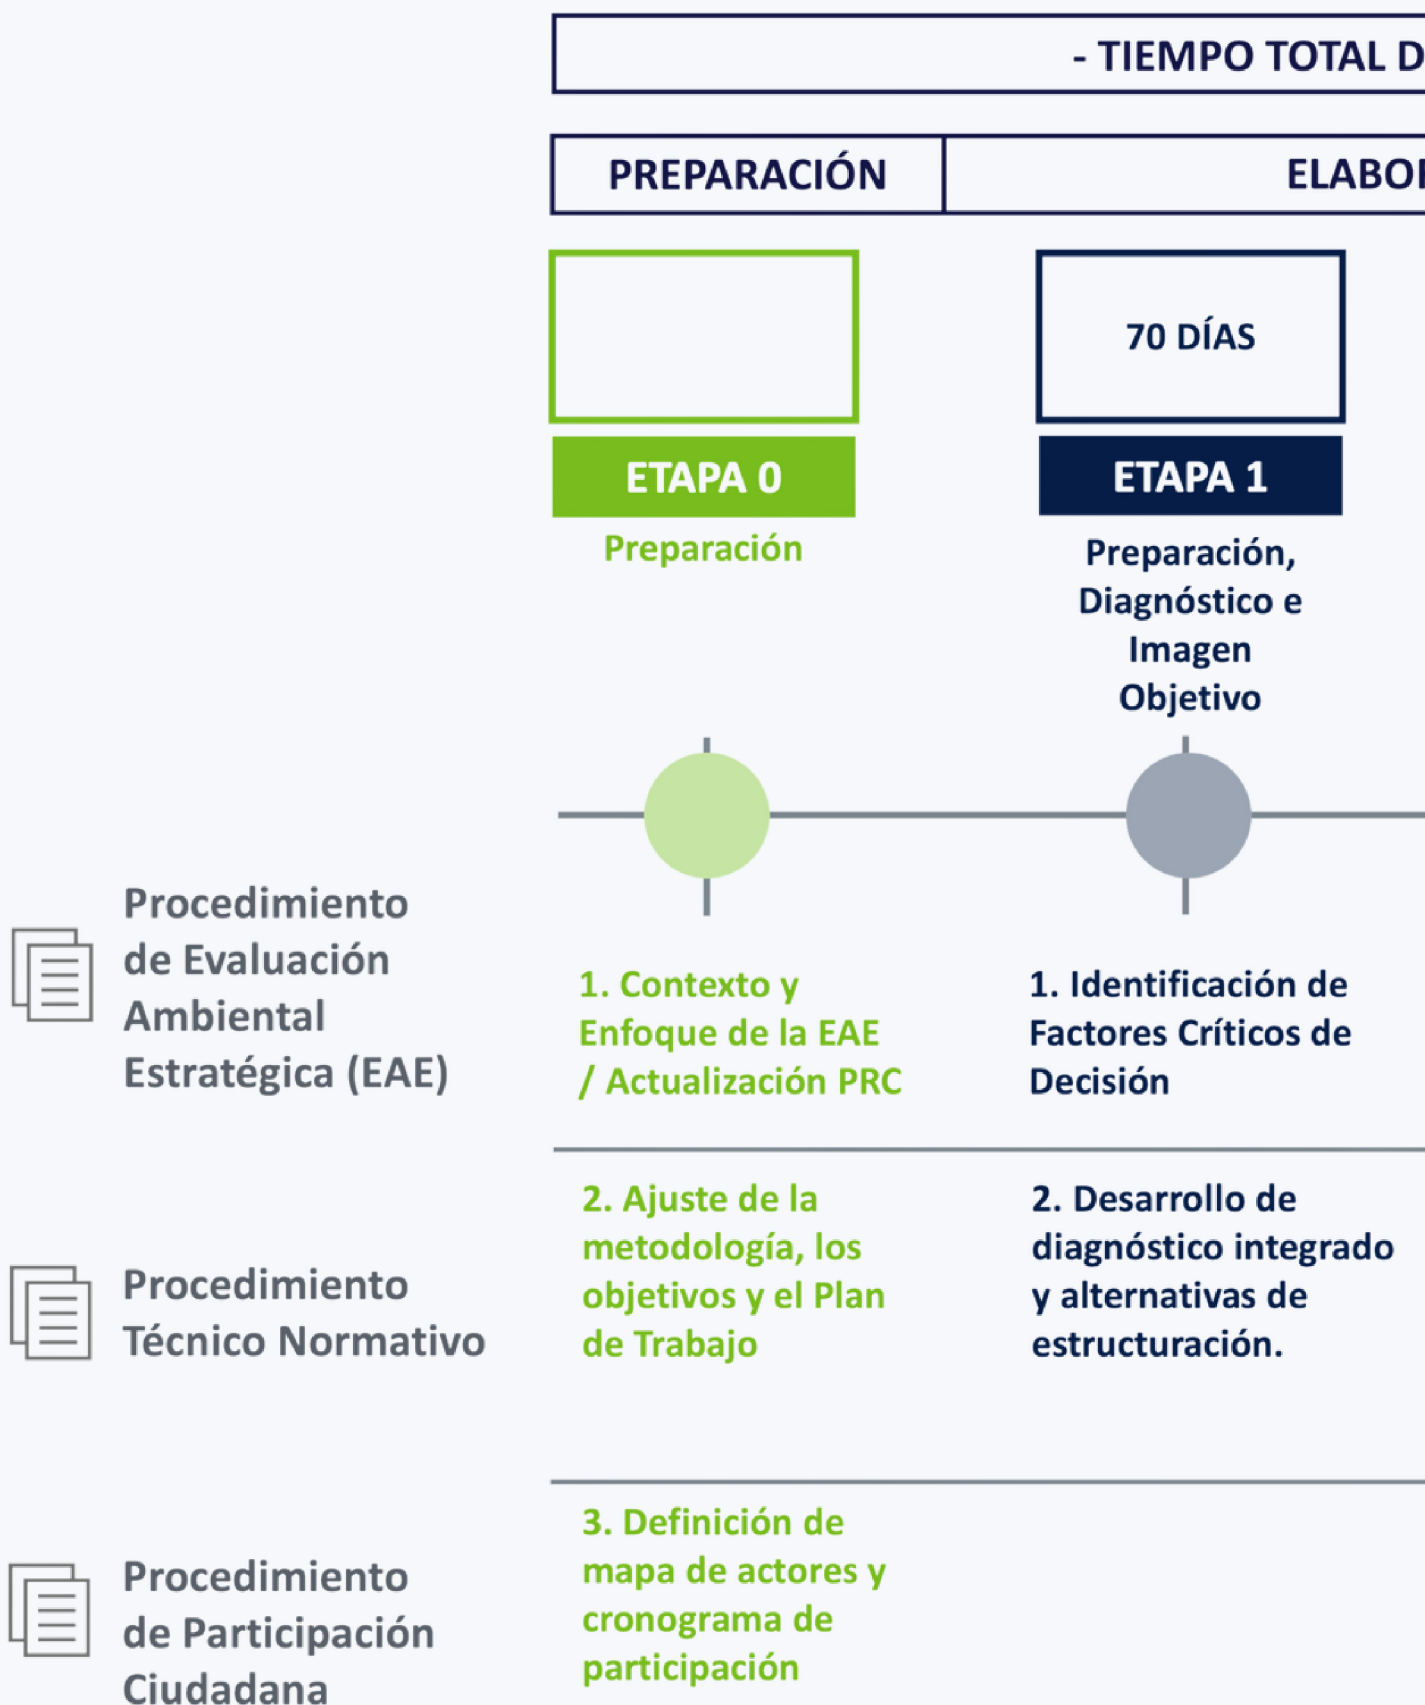 - TIEMPO TOTAL D
PREPARACIÓN
ELABO
70 DÍAS
ETAPA 0
Preparación
ETAPA 1
Preparación,
Diagnóstico e
Imagen
Objetivo
Procedimiento
de Evaluación
Ambiental
Estratégica (EAE)
1. Contexto y
Enfoque de la EAE
/ Actualización PRC
1. Identificación de
Factores Críticos de
Decisión
Procedimiento
Técnico Normativo
2. Ajuste de la
metodología, los
objetivos y el Plan
de Trabajo
2. Desarrollo de
diagnóstico integrado
y alternativas de
estructuración.
Procedimiento
de Participación
Ciudadana
3. Definición de
mapa de actores y
cronograma de
participación